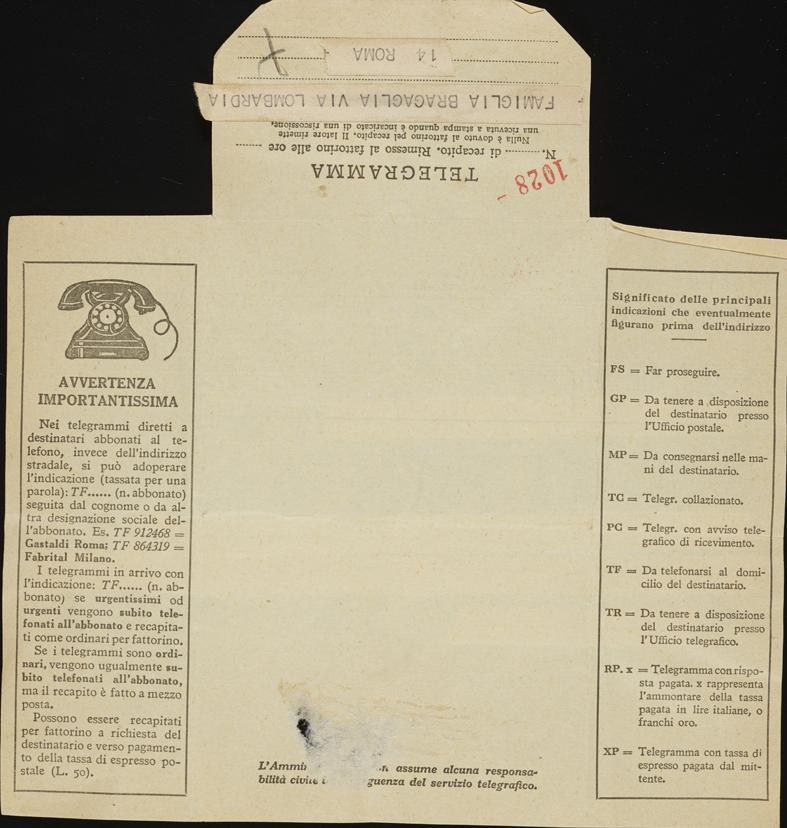 TELEGRAMMA
1028-
N. ......... di recapito. Rimesso al fattorino alle ore ......
Nulla è dovuto al fattorino pel recapito. Il latore rimette
una ricevuta a stampa quando è incaricato di una riscossione.
FAMIGLIA BRAGAGLIA VIA LOMBARDIA
14 ROMA
AVVERTENZA
IMPORTANTISSIMA
Nei telegrammi diretti a
destinatari abbonati al te-
lefono, invece dell'indirizzo
stradale, si può adoperare
l'indicazione (tassata per una
parola): TF...... (n. abbonato)
seguita dal cognome o da al-
tra designazione sociale del-
l'abbonato. Es. TF 912468 =
Gastaldi Roma; TF 864319 =
Fabrital Milano.
I telegrammi in arrivo con
l'indicazione: TF...... (n. ab-
bonato) se urgentissimi od
urgenti vengono subito tele-
fonati all'abbonato e recapita-
ti come ordinari per fattorino.
Se i telegrammi sono ordi-
nari, vengono ugualmente su-
bito telefonati all'abbonato,
ma il recapito è fatto a mezzo
posta.
Possono essere recapitati
per fattorino a richiesta del
destinatario e verso pagamen-
to della tassa di espresso po-
stale (L. 50).
L'Ammi assume alcuna responsa-
bilità civile guenza del servizio telegrafico.
Significato delle principali
indicazioni che eventualmente
figurano prima dell'indirizzo
FS = Far proseguire.
GP = Da tenere a disposizione
del destinatario presso
l'Ufficio postale.
MP = Da consegnarsi nelle ma-
ni del destinatario.
TC = Telegr. collazionato.
PC = Telegr. con avviso tele-
grafico di ricevimento.
TF = Da telefonarsi al domi-
cilio del destinatario.
TR = Da tenere a disposizione
del destinatario presso
l'Ufficio telegrafico.
RP. x = Telegramma con rispo-
sta pagata. x rappresenta
l'ammontare della tassa
pagata in lire italiane, o
franchi oro.
XP = Telegramma con tassa di
espresso pagata dal mit-
tente.